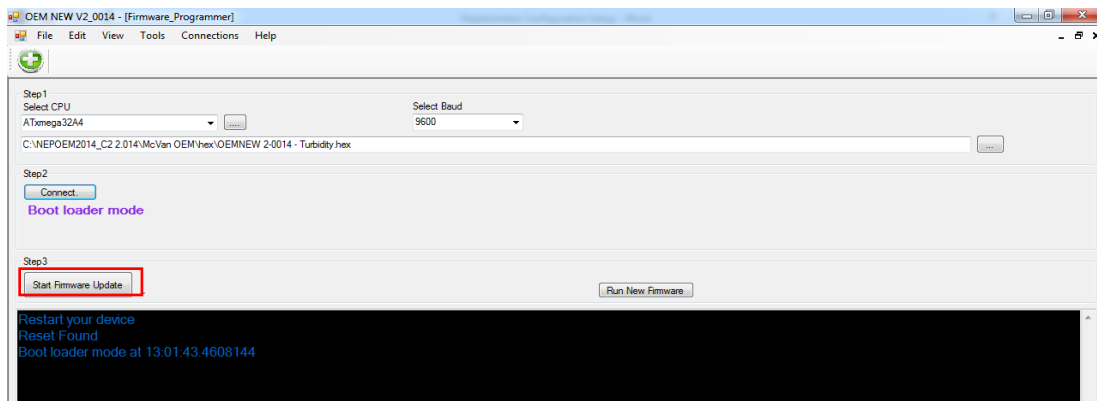 OEM NEW V2_0014 - [Firmware_Programmer]
File Edit View Tools Connections Help
Step1
Select CPU Select Baud
ATxmega32A4 .... 9600
C:\NEPOEM2014_C2 2.014\McVan OEM\hex\OEMNEW 2-0014 - Turbidity.hex ...
Step2
Connect.
Boot loader mode
Step3
Start Firmware Update . Run New Firmware
Restart your device
Reset Found
Boot loader mode at 13:01:43.4608144